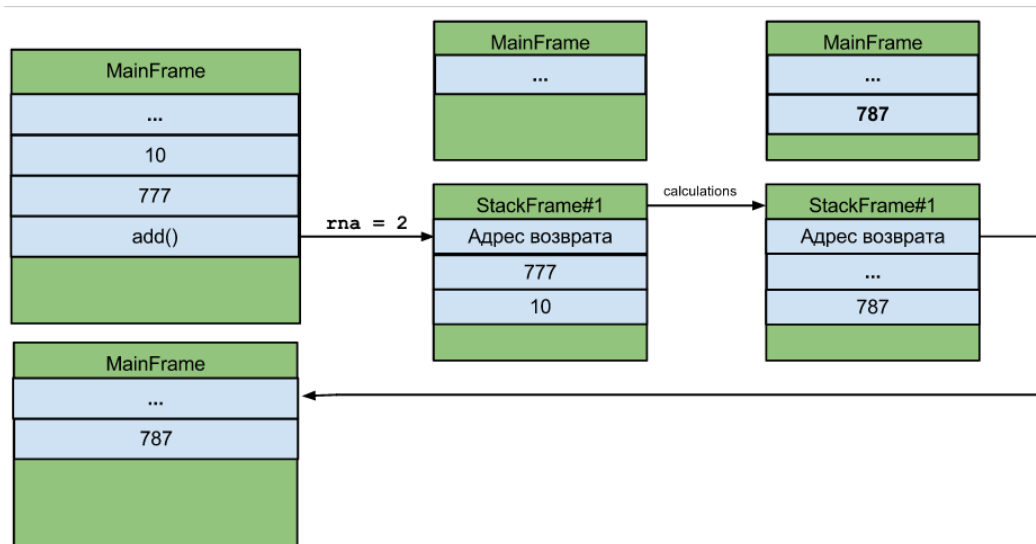 MainFrame
...
10
777
add()
rna = 2
MainFrame
...
StackFrame#1
Адрес возврата
777
10
calculations
MainFrame
...
787
StackFrame#1
Адрес возврата
...
787
MainFrame
...
787